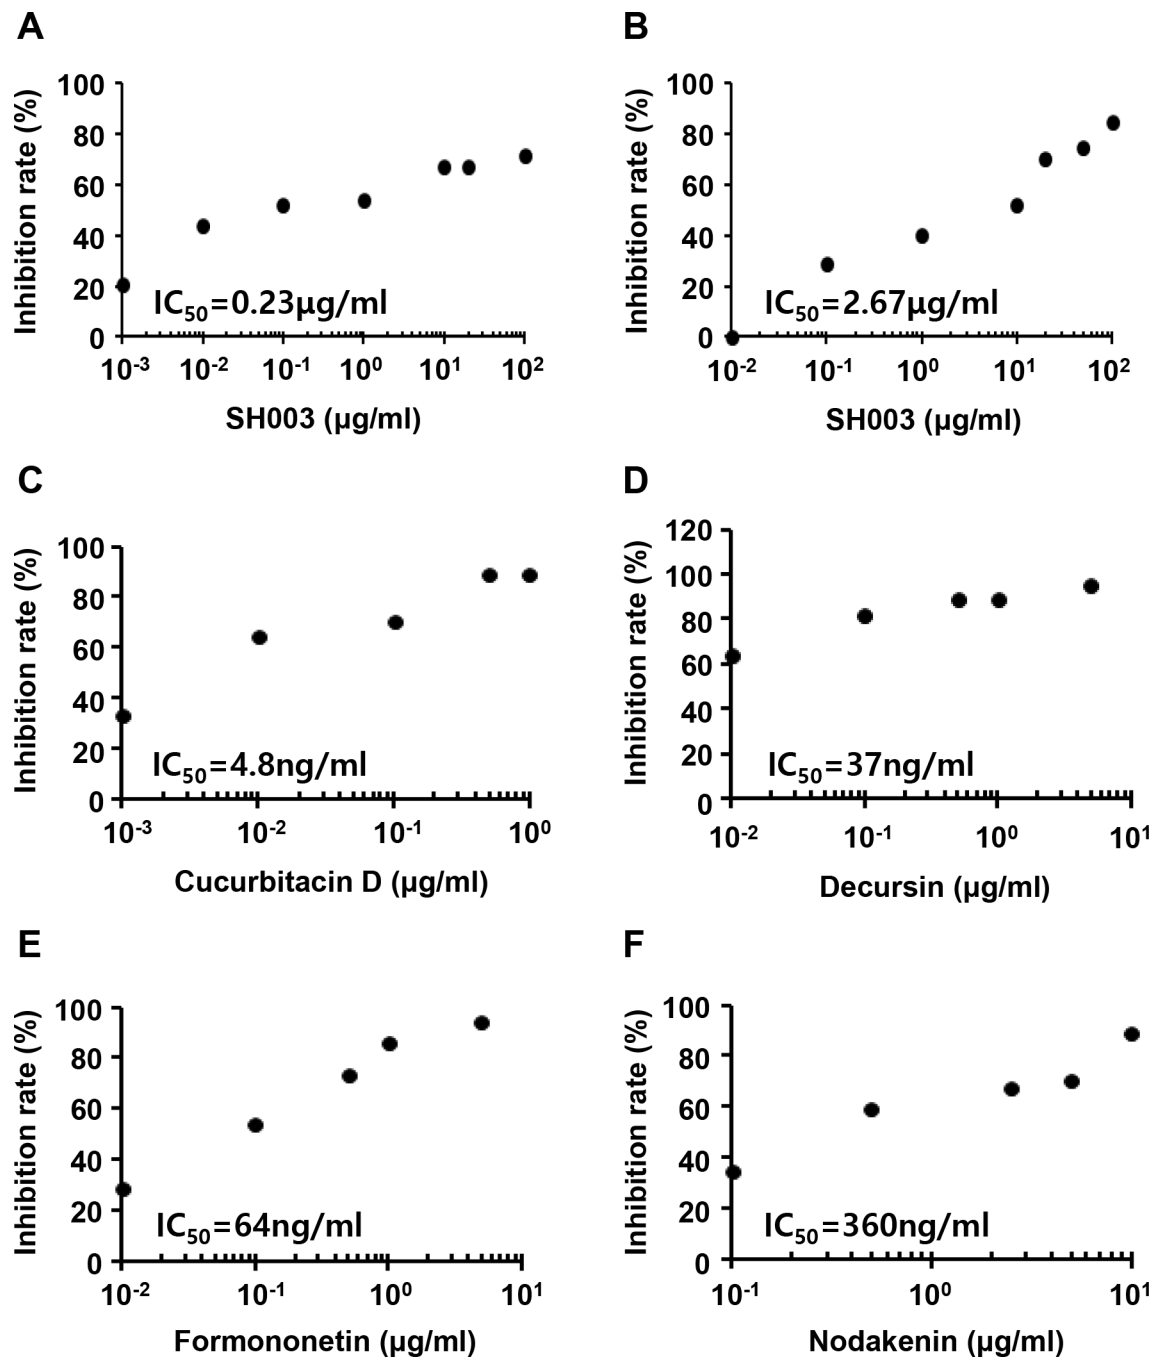 A
Inhibition rate (%)
100
80
60
40
20
0
IC₅₀=0.23μg/ml
10⁻³ 10⁻² 10⁻¹ 10⁰ 10¹ 10²
SH003 (μg/ml)
B
Inhibition rate (%)
100
80
60
40
20
0
IC₅₀=2.67μg/ml
10⁻² 10⁻¹ 10⁰ 10¹ 10²
SH003 (μg/ml)
C
Inhibition rate (%)
100
80
60
40
20
0
IC₅₀=4.8ng/ml
10⁻³ 10⁻² 10⁻¹ 10⁰
Cucurbitacin D (μg/ml)
D
Inhibition rate (%)
120
100
80
60
40
20
0
IC₅₀=37ng/ml
10⁻² 10⁻¹ 10⁰ 10¹
Decursin (μg/ml)
E
Inhibition rate (%)
100
80
60
40
20
0
IC₅₀=64ng/ml
10⁻² 10⁻¹ 10⁰ 10¹
Formononetin (μg/ml)
F
Inhibition rate (%)
100
80
60
40
20
0
IC₅₀=360ng/ml
10⁻¹ 10⁰ 10¹
Nodakenin (μg/ml)